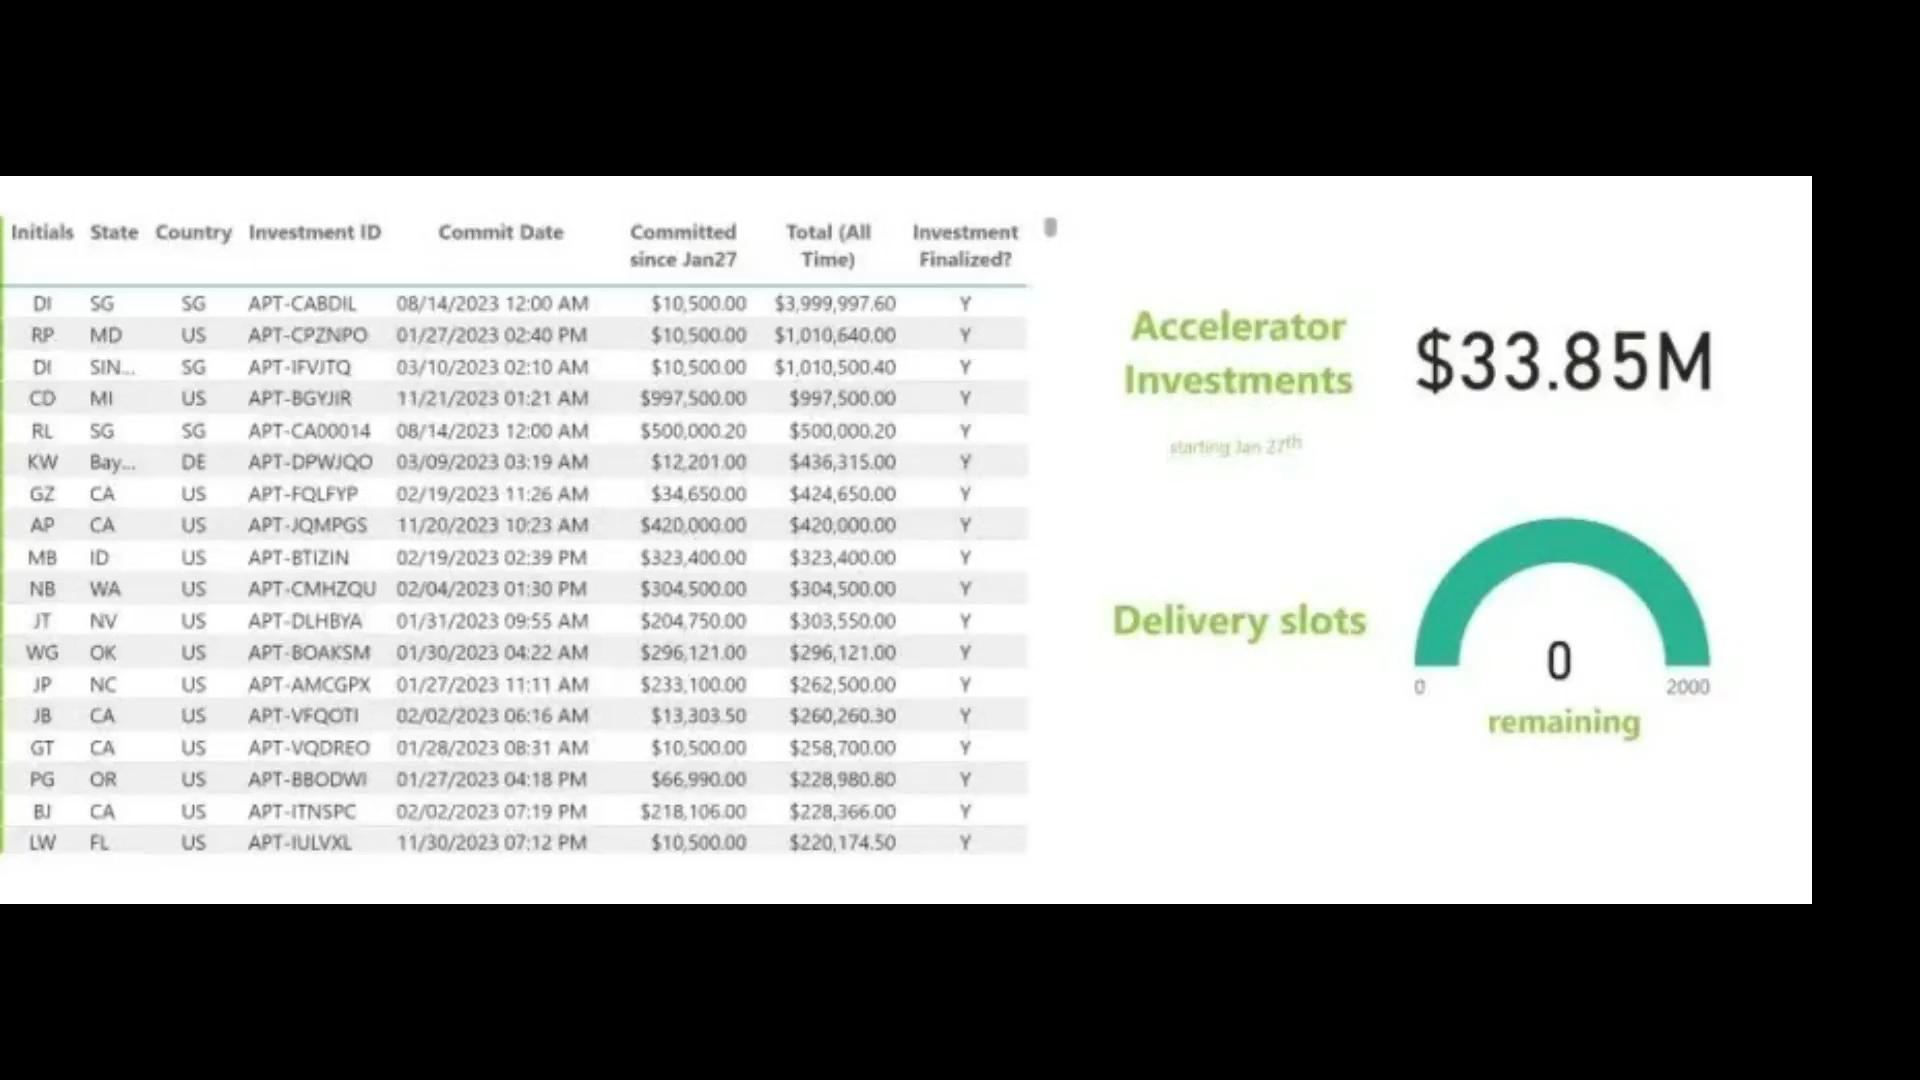 Initials State Country Investment ID Commit Date Committed since Jan27 Total (All Time) Investment Finalized?
DI SG SG APT-CABDIL 08/14/2023 12:00 AM $10,500.00 $3,999,997.60 Y
RP MD US APT-CPZNPO 01/27/2023 02:40 PM $10,500.00 $1,010,640.00 Y
DI SIN... SG APT-IFVJTQ 03/10/2023 02:10 AM $10,500.00 $1,010,500.40 Y
CD MI US APT-BGYJIR 11/21/2023 01:21 AM $997,500.00 $997,500.00 Y
RL SG SG APT-CA00014 08/14/2023 12:00 AM $500,000.20 $500,000.20 Y
KW Bay... DE APT-DPWJQO 03/09/2023 03:19 AM $12,201.00 $436,315.00 Y
GZ CA US APT-FQLFYP 02/19/2023 11:26 AM $34,650.00 $424,650.00 Y
AP CA US APT-JQMPGS 11/20/2023 10:23 AM $420,000.00 $420,000.00 Y
MB ID US APT-BTIZIN 02/19/2023 02:39 PM $323,400.00 $323,400.00 Y
NB WA US APT-CMHZQU 02/04/2023 01:30 PM $304,500.00 $304,500.00 Y
JT NV US APT-DLHBYA 01/31/2023 09:55 AM $204,750.00 $303,550.00 Y
WG OK US APT-BOAKSM 01/30/2023 04:22 AM $296,121.00 $296,121.00 Y
JP NC US APT-AMCGPX 01/27/2023 11:11 AM $233,100.00 $262,500.00 Y
JB CA US APT-VFQOTI 02/02/2023 06:16 AM $13,303.50 $260,260.30 Y
GT CA US APT-VQDREO 01/28/2023 08:31 AM $10,500.00 $258,700.00 Y
PG OR US APT-BBODWI 01/27/2023 04:18 PM $66,990.00 $228,980.80 Y
BJ CA US APT-ITNSPC 02/02/2023 07:19 PM $218,106.00 $228,366.00 Y
LW FL US APT-IULVXL 11/30/2023 07:12 PM $10,500.00 $220,174.50 Y
Accelerator
Investments
starting Jan 27th
$33.85M
Delivery slots
0
0 2000
remaining